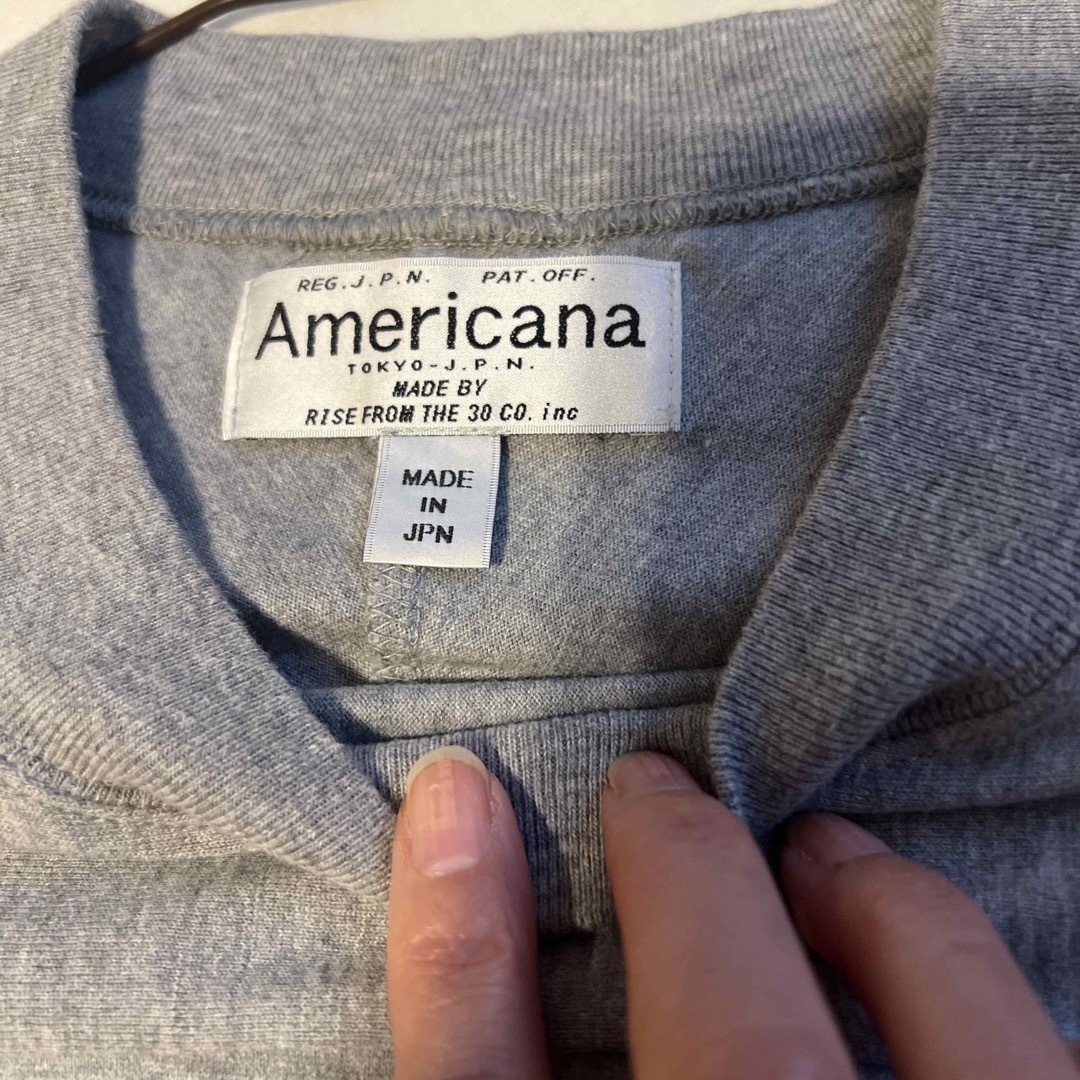 REG.J.P.N. PAT.OFF.
Americana
TOKYO-J.P.N.
MADE BY
RISE FROM THE 30 CO. inc
MADE
IN
JPN